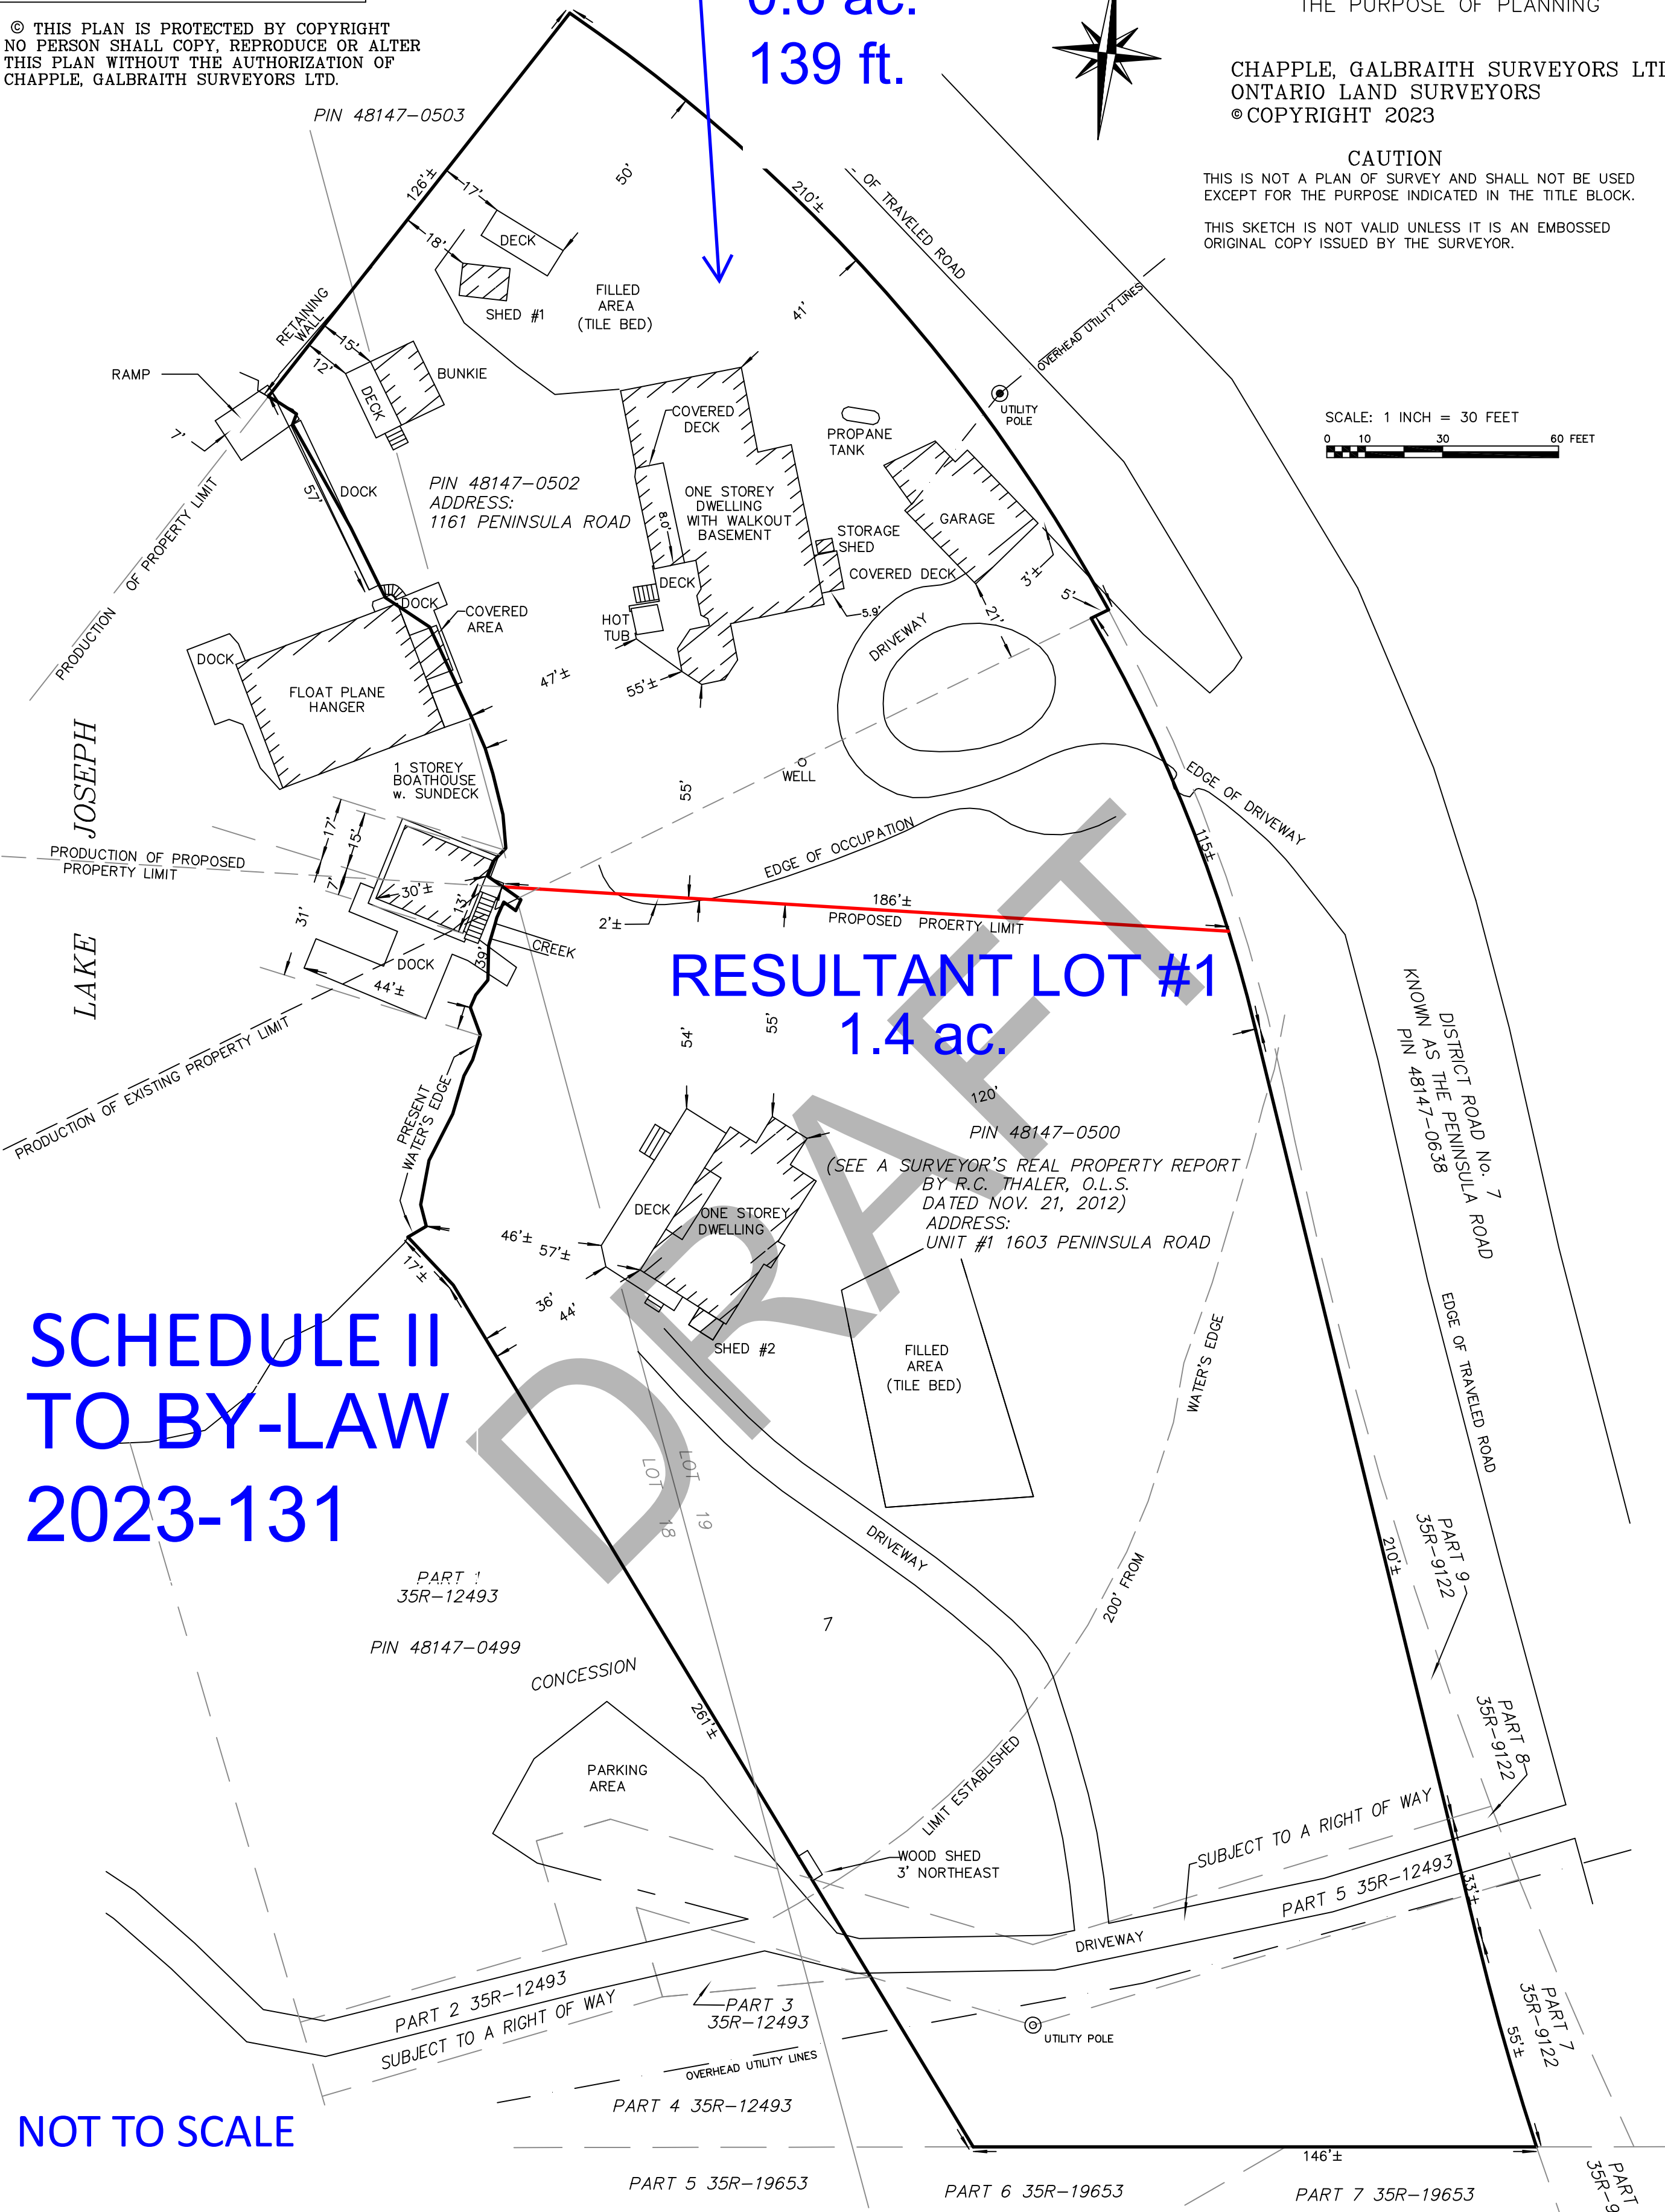 © THIS PLAN IS PROTECTED BY COPYRIGHT
NO PERSON SHALL COPY, REPRODUCE OR ALTER
THIS PLAN WITHOUT THE AUTHORIZATION OF
CHAPPLE, GALBRAITH SURVEYORS LTD.
0.6 ac.
139 ft.
THE PURPOSE OF PLANNING
CHAPPLE, GALBRAITH SURVEYORS
ONTARIO LAND SURVEYORS
© COPYRIGHT 2023
CAUTION
THIS IS NOT A PLAN OF SURVEY AND SHALL NOT BE USED
EXCEPT FOR THE PURPOSE INDICATED IN THE TITLE BLOCK.
THIS SKETCH IS NOT VALID UNLESS IT IS AN EMBOSSED
ORIGINAL COPY ISSUED BY THE SURVEYOR.
SCALE: 1 INCH = 30 FEET
0 10 30 60 FEET
PIN 48147-0503
126'±
17'
18'
50'
210'±
OF TRAVELED ROAD
DECK
SHED #1
FILLED
AREA
(TILE BED)
41'
OVERHEAD UTILITY LINES
UTILITY
POLE
RETAINING
WALL
15'
12'
RAMP
7'
DECK
BUNKIE
57'
DOCK
PRODUCTION OF PROPERTY LIMIT
PIN 48147-0502
ADDRESS:
1161 PENINSULA ROAD
COVERED
DECK
ONE STOREY
DWELLING
WITH WALKOUT
BASEMENT
8.0'
PROPANE
TANK
GARAGE
STORAGE
SHED
COVERED DECK
DECK
HOT
TUB
5.9'
3'±
5'
21'
DRIVEWAY
DOCK
COVERED
AREA
DOCK
FLOAT PLANE
HANGER
47'±
55'±
55'
WELL
EDGE OF DRIVEWAY
115'±
LAKE JOSEPH
1 STOREY
BOATHOUSE
w. SUNDECK
17'
15'
7'
30'±
13'
31'
PRODUCTION OF PROPOSED
PROPERTY LIMIT
EDGE OF OCCUPATION
186'±
PROPOSED PROERTY LIMIT
2'±
CREEK
39'
DOCK
44'±
PRODUCTION OF EXISTING PROPERTY LIMIT
RESULTANT LOT #1
1.4 ac.
54'
55'
120'
PRESENT
WATER'S EDGE
PIN 48147-0500
(SEE A SURVEYOR'S REAL PROPERTY REPORT
BY R.C. THALER, O.L.S.
DATED NOV. 21, 2012)
ADDRESS:
UNIT #1 1603 PENINSULA ROAD
DISTRICT ROAD No. 7
KNOWN AS THE PENINSULA ROAD
PIN 48147-0638
EDGE OF TRAVELED ROAD
DECK
ONE STOREY
DWELLING
46'±
57'±
36'
44'
17'±
SHED #2
FILLED
AREA
(TILE BED)
DRAFT
SCHEDULE II
TO BY-LAW
2023-131
LOT 18
LOT 19
DRIVEWAY
LIMIT ESTABLISHED 200' FROM WATER'S EDGE
210'±
PART 9
35R-9122
PART 8
35R-9122
PART 1
35R-12493
PIN 48147-0499
CONCESSION 7
261'±
PARKING
AREA
WOOD SHED
3' NORTHEAST
SUBJECT TO A RIGHT OF WAY
PART 5 35R-12493
33'±
DRIVEWAY
PART 2 35R-12493
SUBJECT TO A RIGHT OF WAY
PART 3
35R-12493
UTILITY POLE
OVERHEAD UTILITY LINES
PART 4 35R-12493
55'±
PART 7
35R-9122
146'±
NOT TO SCALE
PART 5 35R-19653
PART 6 35R-19653
PART 7 35R-19653
PART